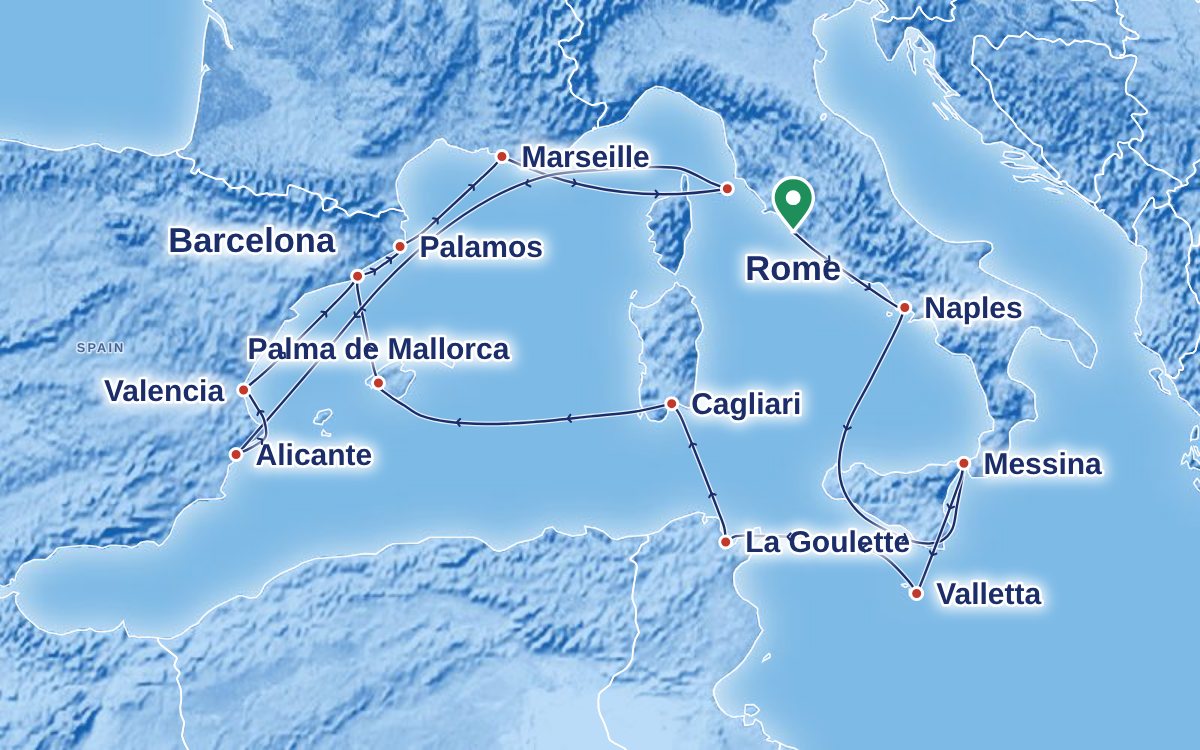 Marseille
Barcelona
Palamos
Rome
Naples
SPAIN
Palma de Mallorca
Valencia
Cagliari
Alicante
Messina
La Goulette
Valletta